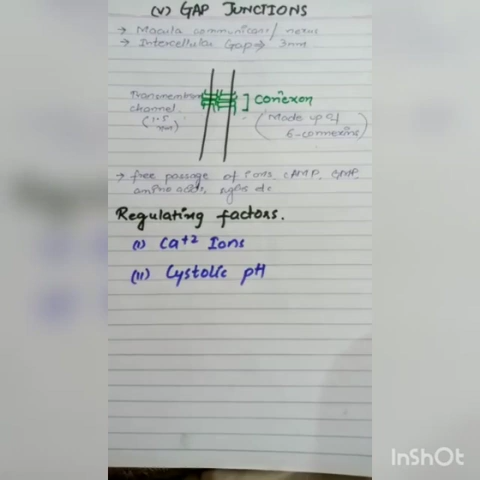 (V) GAP JUNCTIONS
→ Macula communicans / nexus
→ Intercellular Gap → 3nm
Transmembrane
channel
(1.5
nm)
] connexon
(Made up of
6-connexins)
→ free passage of ions, cAMP, GMP,
amino acids, sugars etc
Regulating factors.
(i) Ca+2 Ions
(ii) Cystolic pH
InShOt